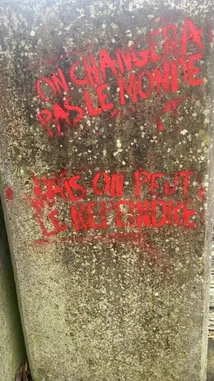 ON CHANGERA
PAS LE MONDE
MAIS ON PEUT
LE REPEINDRE